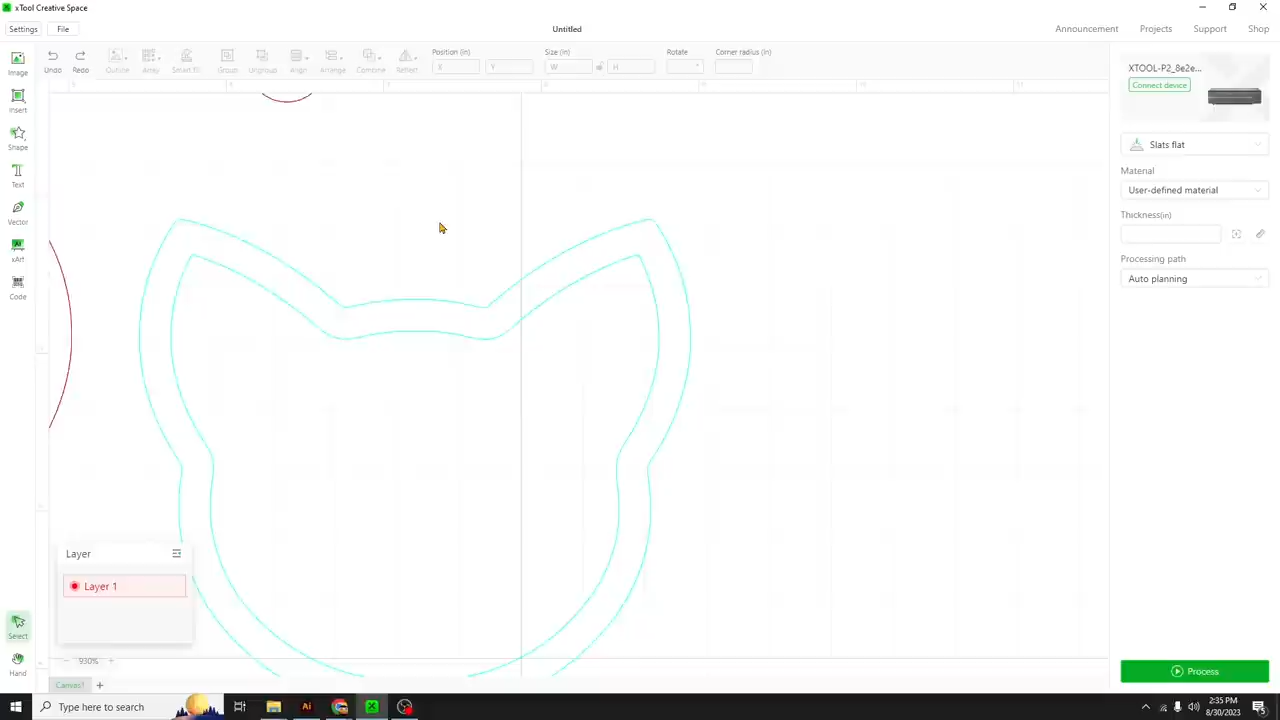 xTool Creative Space
Settings File Untitled Announcement Projects Support Shop
Undo Redo Outline Array Smart fill Group Ungroup Align Arrange Combine Reflect Position (in) X Y Size (in) W H Rotate ° Corner radius (in)
Image
Insert
Shape
Text
Vector
xArt
Code
Select
Hand
Layer
Layer 1
930%
Canvas1
XTOOL-P2_8e2e...
Connect device
Slats flat
Material
User-defined material
Thickness(in)
Processing path
Auto planning
Process
Type here to search
2:35 PM
8/30/2023